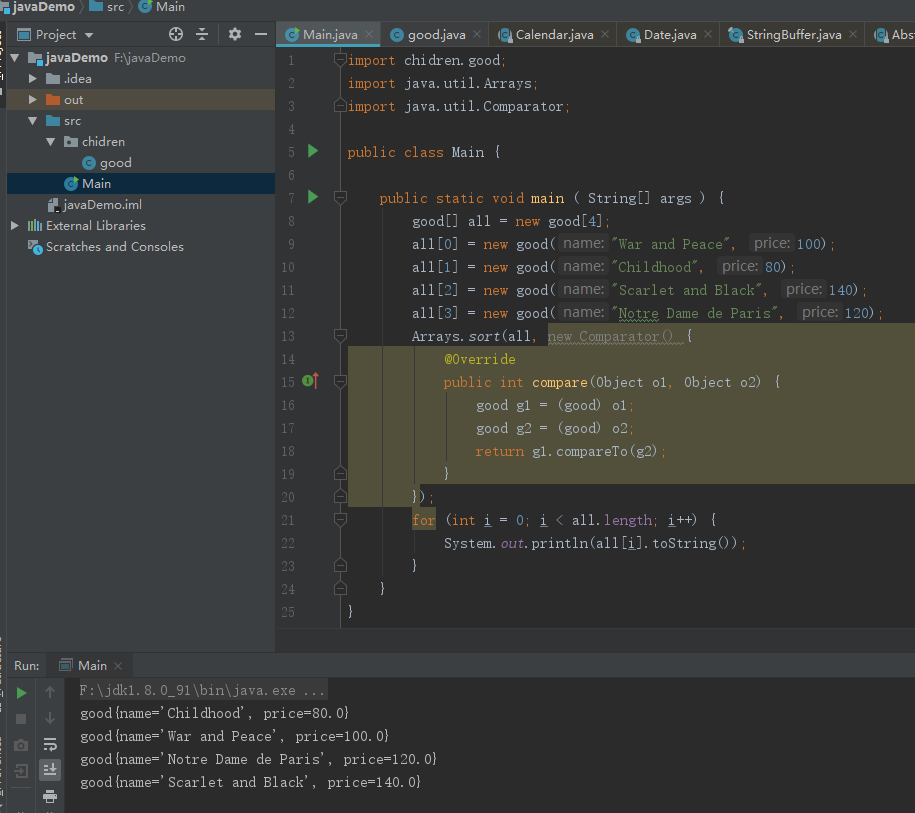 javaDemo src Main
Project
Main.java good.java Calendar.java Date.java StringBuffer.java Abs
javaDemo F:\javaDemo
.idea
out
src
chidren
good
Main
javaDemo.iml
External Libraries
Scratches and Consoles
1 import chidren.good;
2 import java.util.Arrays;
3 import java.util.Comparator;
4
5 public class Main {
6
7 public static void main ( String[] args ) {
8 good[] all = new good[4];
9 all[0] = new good( name: "War and Peace", price: 100);
10 all[1] = new good( name: "Childhood", price: 80);
11 all[2] = new good( name: "Scarlet and Black", price: 140);
12 all[3] = new good( name: "Notre Dame de Paris", price: 120);
13 Arrays.sort(all, new Comparator() {
14 @Override
15 public int compare(Object o1, Object o2) {
16 good g1 = (good) o1;
17 good g2 = (good) o2;
18 return g1.compareTo(g2);
19 }
20 });
21 for (int i = 0; i < all.length; i++) {
22 System.out.println(all[i].toString());
23 }
24 }
25 }
Run: Main
F:\jdk1.8.0_91\bin\java.exe ...
good{name='Childhood', price=80.0}
good{name='War and Peace', price=100.0}
good{name='Notre Dame de Paris', price=120.0}
good{name='Scarlet and Black', price=140.0}